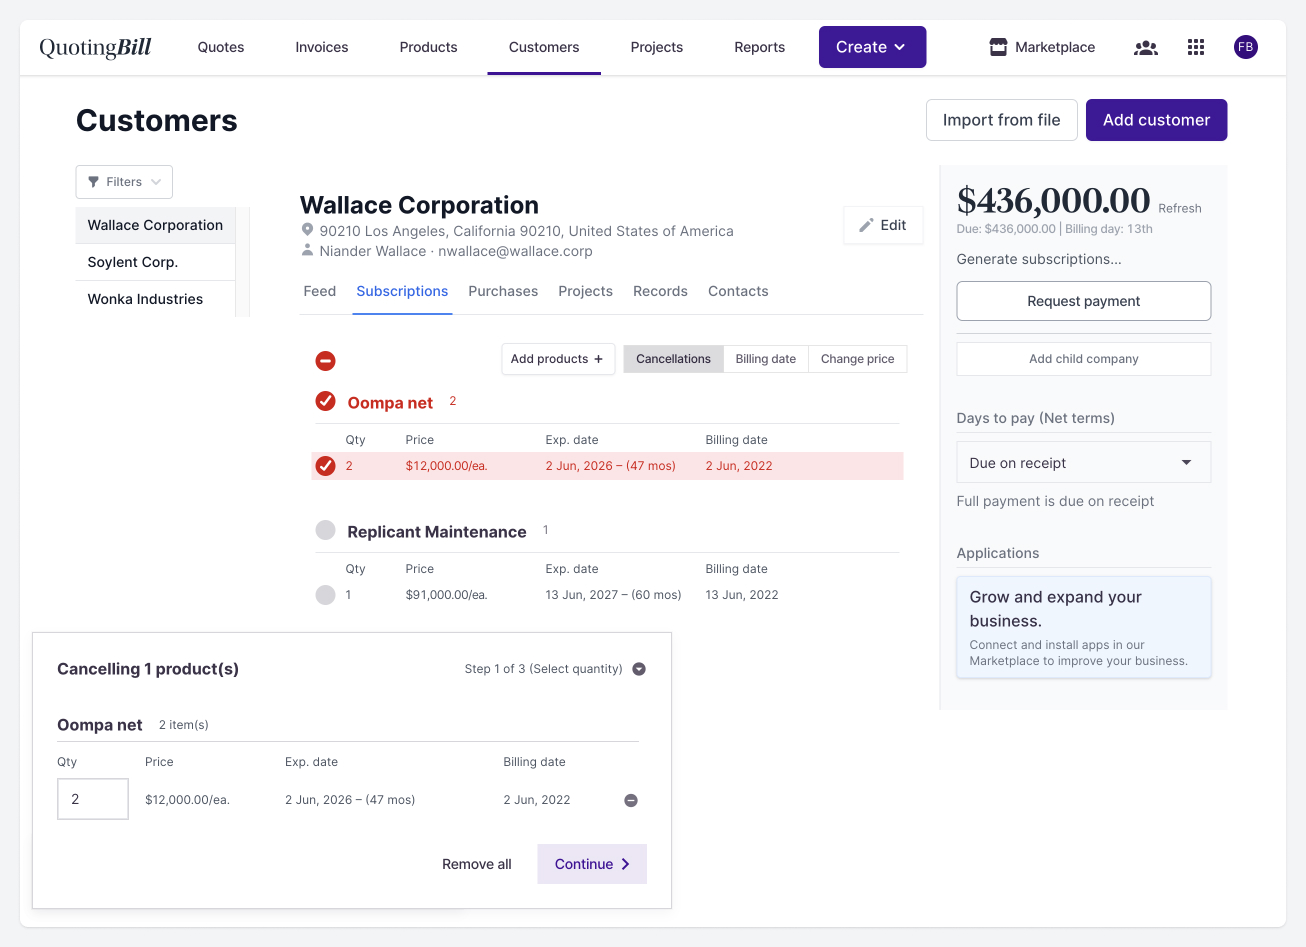 QuotingBill Quotes Invoices Products Customers Projects Reports Create Marketplace FB
Customers
Import from file Add customer
Filters
Wallace Corporation
Soylent Corp.
Wonka Industries
Wallace Corporation
90210 Los Angeles, California 90210, United States of America
Niander Wallace · nwallace@wallace.corp
Edit
Feed Subscriptions Purchases Projects Records Contacts
Add products + Cancellations Billing date Change price
Oompa net 2
Qty Price Exp. date Billing date
2 $12,000.00/ea. 2 Jun, 2026 – (47 mos) 2 Jun, 2022
Replicant Maintenance 1
Qty Price Exp. date Billing date
1 $91,000.00/ea. 13 Jun, 2027 – (60 mos) 13 Jun, 2022
$436,000.00 Refresh
Due: $436,000.00 | Billing day: 13th
Generate subscriptions...
Request payment
Add child company
Days to pay (Net terms)
Due on receipt
Full payment is due on receipt
Applications
Grow and expand your
business.
Connect and install apps in our
Marketplace to improve your business.
Cancelling 1 product(s) Step 1 of 3 (Select quantity)
Oompa net 2 item(s)
Qty Price Exp. date Billing date
2 $12,000.00/ea. 2 Jun, 2026 – (47 mos) 2 Jun, 2022
Remove all Continue